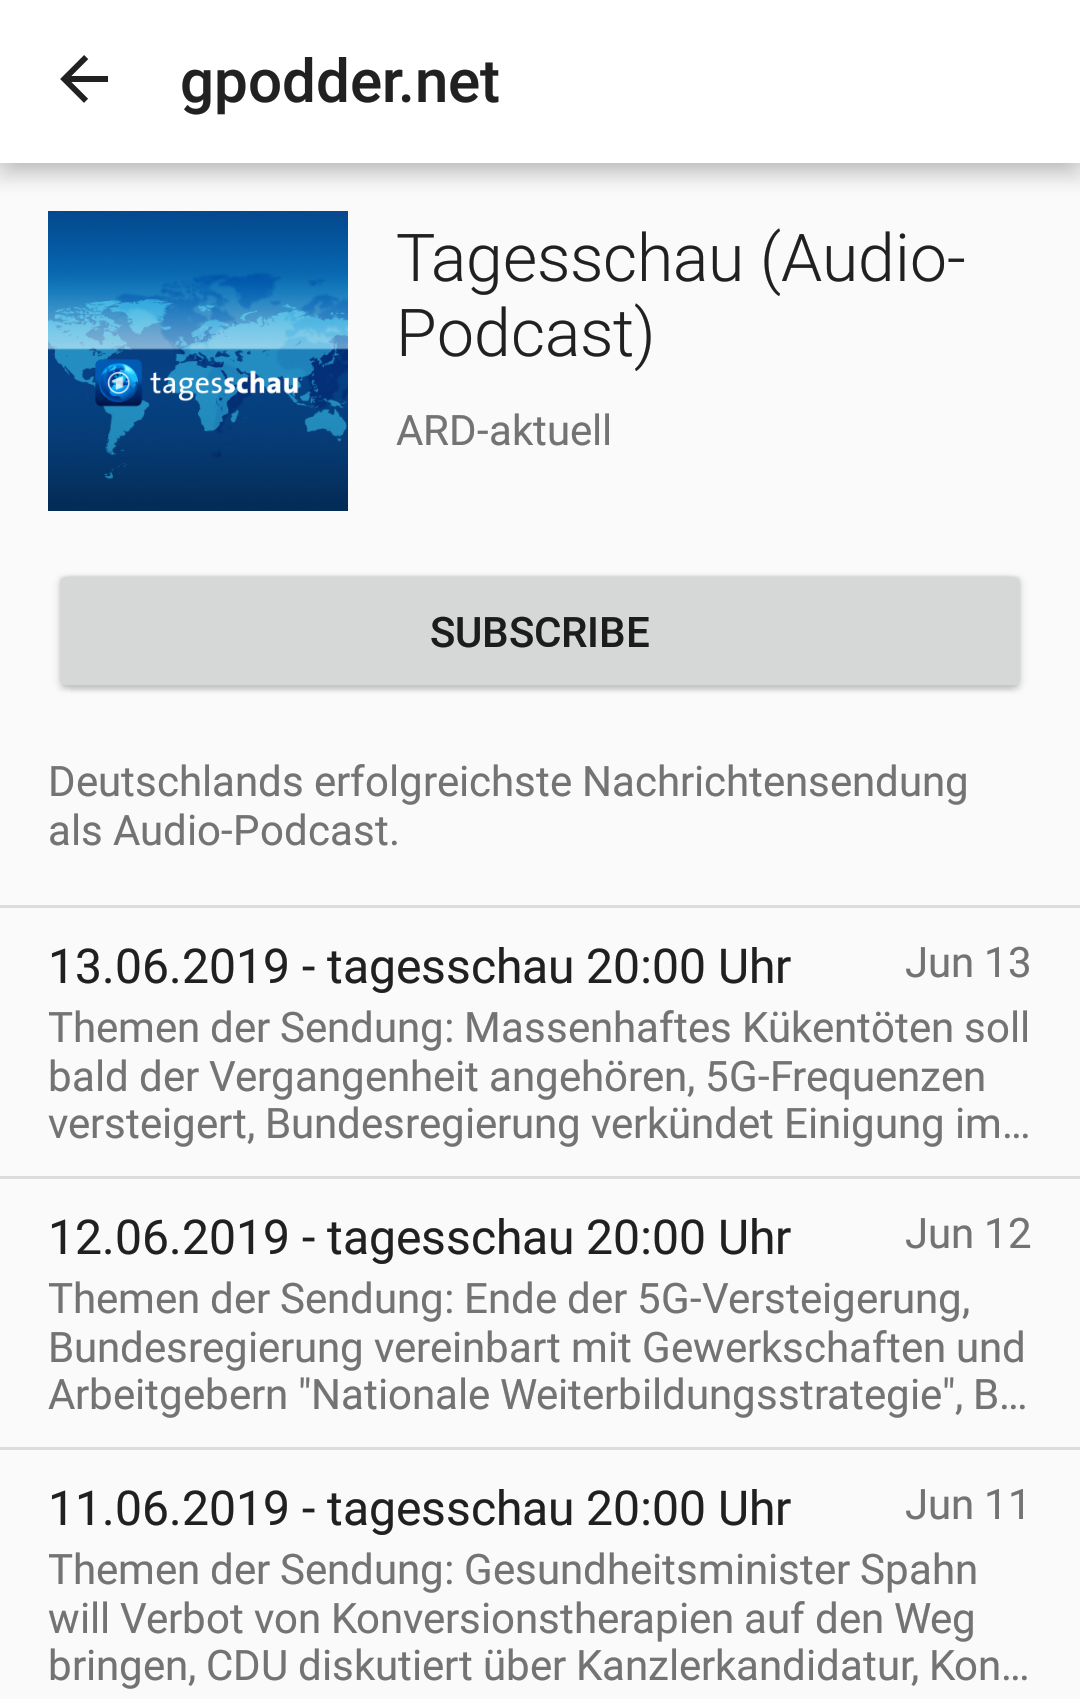 gpodder.net
tagesschau
Tagesschau (Audio-
Podcast)
ARD-aktuell
SUBSCRIBE
Deutschlands erfolgreichste Nachrichtensendung
als Audio-Podcast.
13.06.2019 - tagesschau 20:00 Uhr Jun 13
Themen der Sendung: Massenhaftes Kükentöten soll
bald der Vergangenheit angehören, 5G-Frequenzen
versteigert, Bundesregierung verkündet Einigung im…
12.06.2019 - tagesschau 20:00 Uhr Jun 12
Themen der Sendung: Ende der 5G-Versteigerung,
Bundesregierung vereinbart mit Gewerkschaften und
Arbeitgebern "Nationale Weiterbildungsstrategie", B…
11.06.2019 - tagesschau 20:00 Uhr Jun 11
Themen der Sendung: Gesundheitsminister Spahn
will Verbot von Konversionstherapien auf den Weg
bringen, CDU diskutiert über Kanzlerkandidatur, Kon…